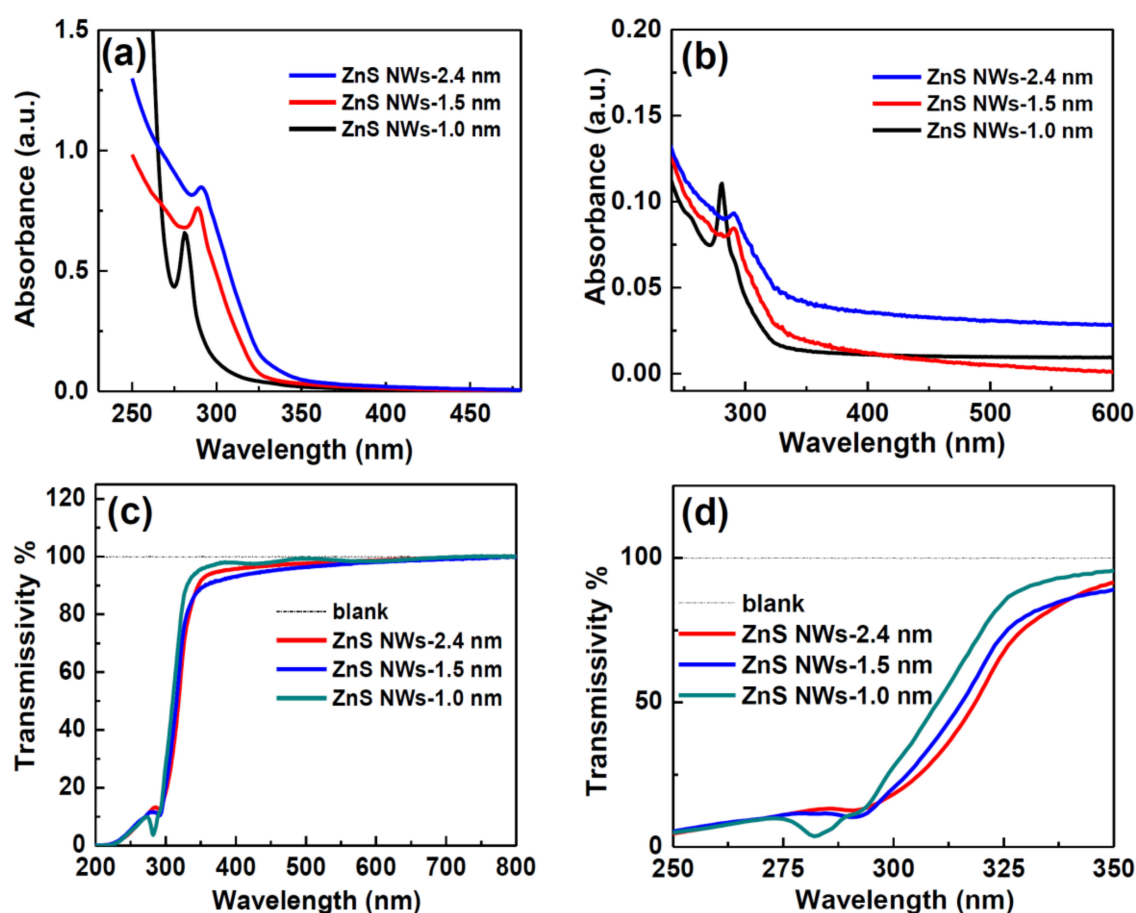 (a)
ZnS NWs-2.4 nm
ZnS NWs-1.5 nm
ZnS NWs-1.0 nm
1.5
1.0
0.5
0.0
Absorbance (a.u.)
250 300 350 400 450
Wavelength (nm)
(b)
ZnS NWs-2.4 nm
ZnS NWs-1.5 nm
ZnS NWs-1.0 nm
0.20
0.15
0.10
0.05
0.00
Absorbance (a.u.)
300 400 500 600
Wavelength (nm)
(c)
120
100
80
60
40
20
0
Transmissivity %
blank
ZnS NWs-2.4 nm
ZnS NWs-1.5 nm
ZnS NWs-1.0 nm
200 300 400 500 600 700 800
Wavelength (nm)
(d)
100
50
0
Transmissivity %
blank
ZnS NWs-2.4 nm
ZnS NWs-1.5 nm
ZnS NWs-1.0 nm
250 275 300 325 350
Wavelength (nm)